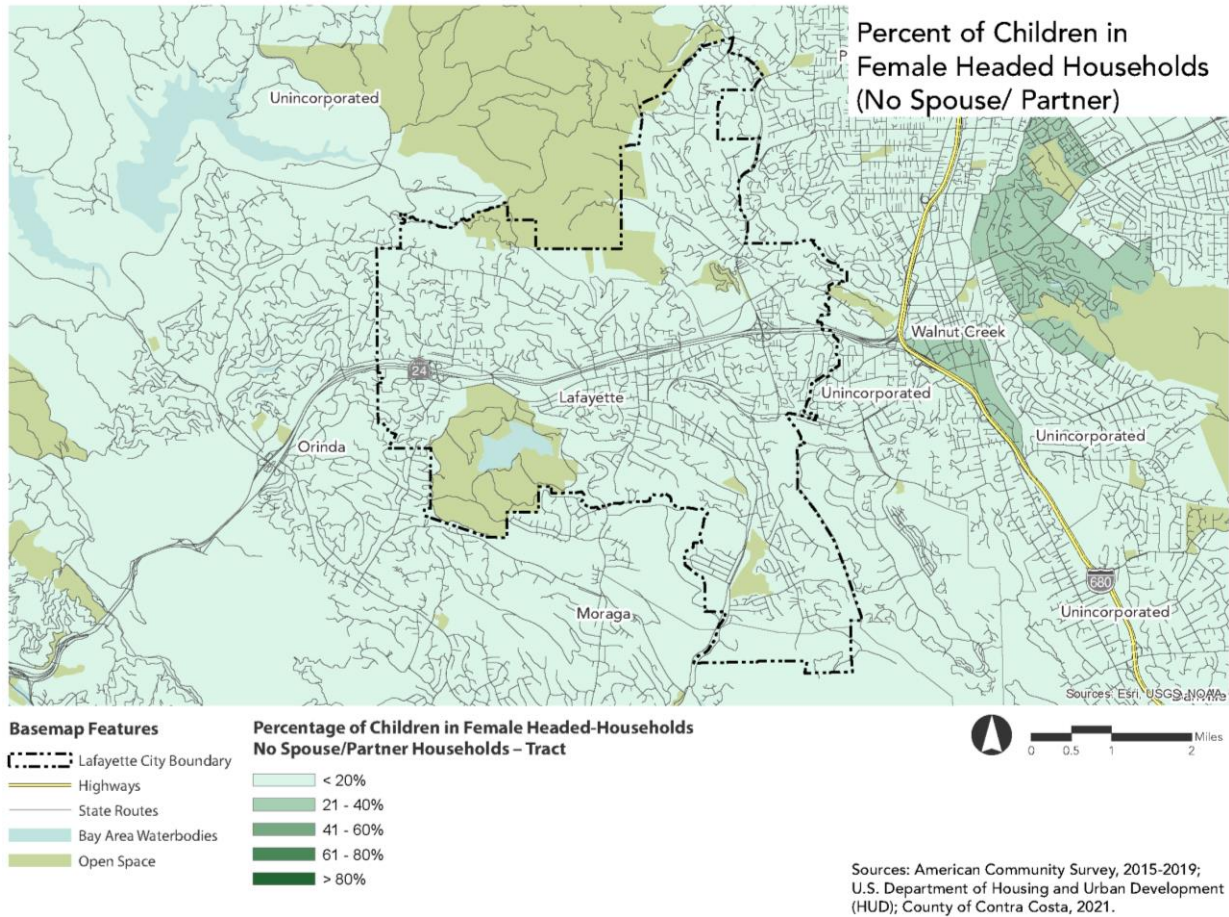 Percent of Children in
Female Headed Households
(No Spouse/ Partner)
Unincorporated
Walnut Creek
24
Lafayette
Unincorporated
Orinda
Unincorporated
680
Moraga
Unincorporated
Sources: Esri, USGS, NOAA
Basemap Features
Lafayette City Boundary
Highways
State Routes
Bay Area Waterbodies
Open Space
Percentage of Children in Female Headed-Households
No Spouse/Partner Households – Tract
< 20%
21 - 40%
41 - 60%
61 - 80%
> 80%
Miles
0 0.5 1 2
Sources: American Community Survey, 2015-2019;
U.S. Department of Housing and Urban Development
(HUD); County of Contra Costa, 2021.